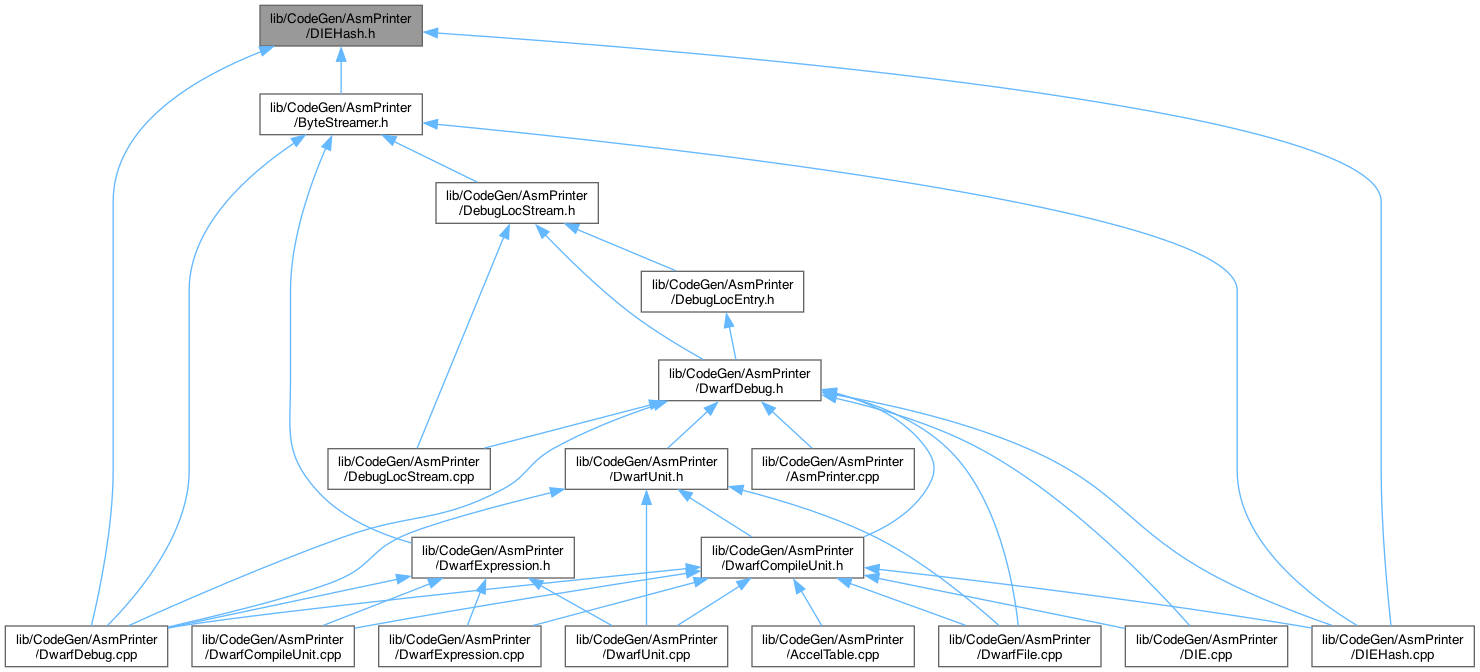 lib/CodeGen/AsmPrinter
/DIEHash.h
lib/CodeGen/AsmPrinter
/ByteStreamer.h
lib/CodeGen/AsmPrinter
/DebugLocStream.h
lib/CodeGen/AsmPrinter
/DebugLocEntry.h
lib/CodeGen/AsmPrinter
/DwarfDebug.h
lib/CodeGen/AsmPrinter
/DebugLocStream.cpp
lib/CodeGen/AsmPrinter
/DwarfUnit.h
lib/CodeGen/AsmPrinter
/AsmPrinter.cpp
lib/CodeGen/AsmPrinter
/DwarfExpression.h
lib/CodeGen/AsmPrinter
/DwarfCompileUnit.h
lib/CodeGen/AsmPrinter
/DwarfDebug.cpp
lib/CodeGen/AsmPrinter
/DwarfCompileUnit.cpp
lib/CodeGen/AsmPrinter
/DwarfExpression.cpp
lib/CodeGen/AsmPrinter
/DwarfUnit.cpp
lib/CodeGen/AsmPrinter
/AccelTable.cpp
lib/CodeGen/AsmPrinter
/DwarfFile.cpp
lib/CodeGen/AsmPrinter
/DIE.cpp
lib/CodeGen/AsmPrinter
/DIEHash.cpp